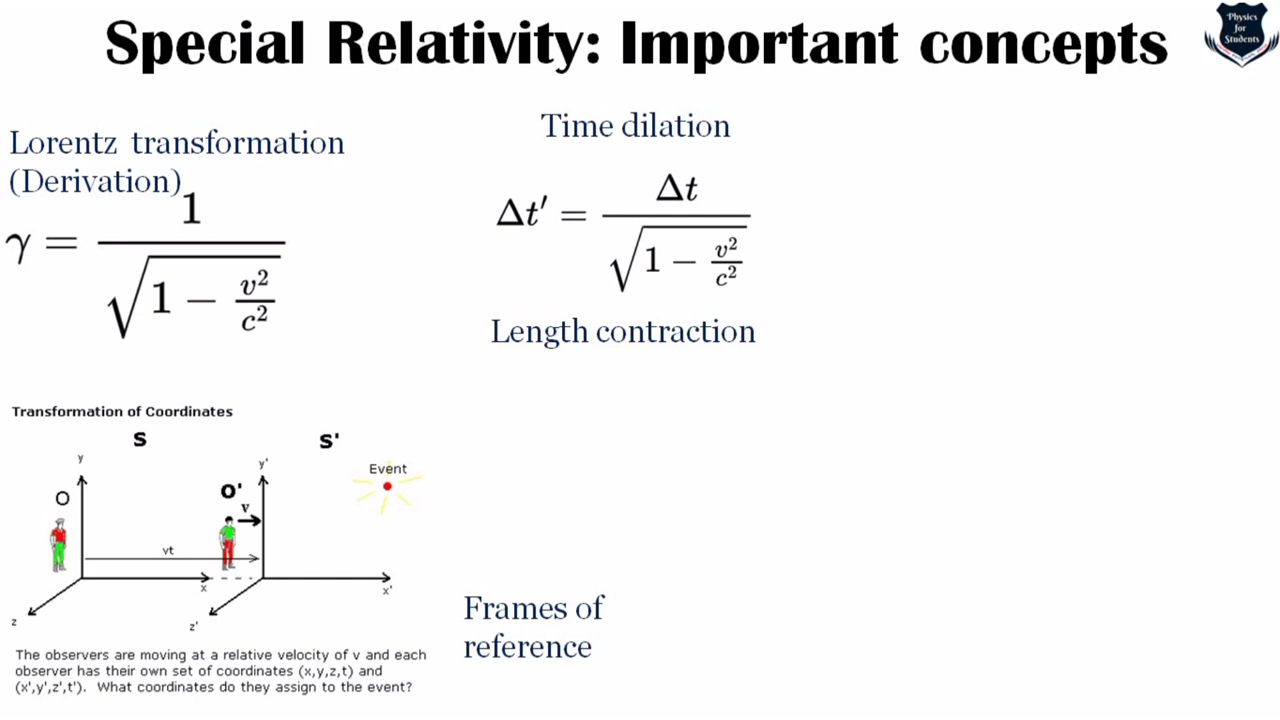 Special Relativity: Important concepts
Physics
for
Students
Lorentz transformation
(Derivation)
γ = 1 / √(1 − v²/c²)
Time dilation
Δt′ = Δt / √(1 − v²/c²)
Length contraction
Transformation of Coordinates
S
S'
y
y'
Event
O
O'
v
vt
x
x'
z
z'
The observers are moving at a relative velocity of v and each
observer has their own set of coordinates (x,y,z,t) and
(x',y',z',t'). What coordinates do they assign to the event?
Frames of
reference